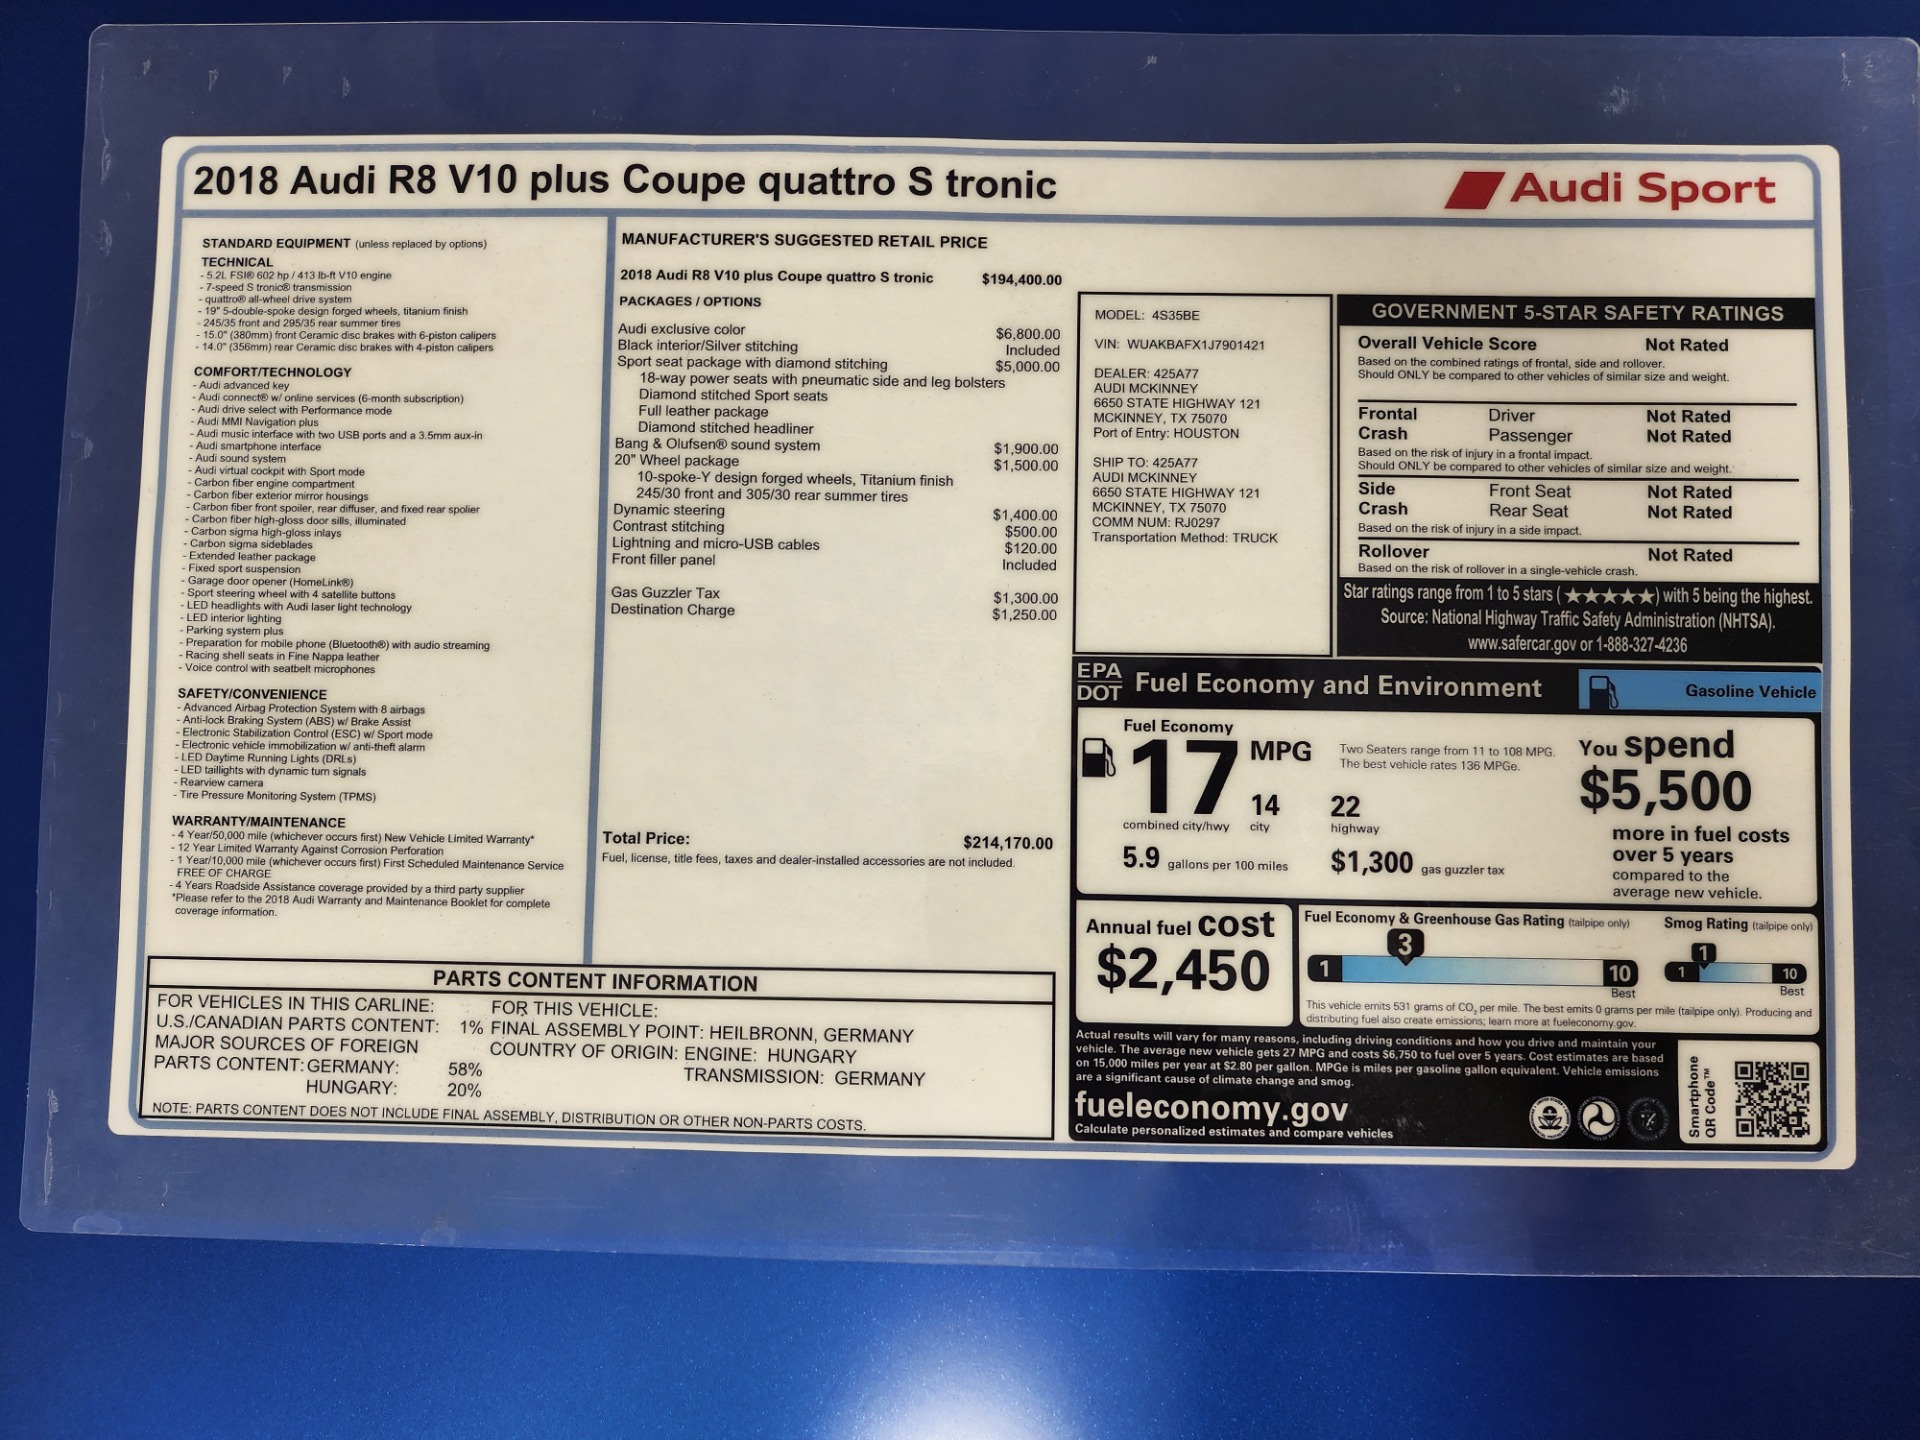 2018 Audi R8 V10 plus Coupe quattro S tronic
Audi Sport
STANDARD EQUIPMENT (unless replaced by options)
TECHNICAL
- 5.2L FSI® 602 hp / 413 lb-ft V10 engine
- 7-speed S tronic® transmission
- quattro® all-wheel drive system
- 19" 5-double-spoke design forged wheels, titanium finish
- 245/35 front and 295/35 rear summer tires
- 15.0" (380mm) front Ceramic disc brakes with 6-piston calipers
- 14.0" (356mm) rear Ceramic disc brakes with 4-piston calipers
COMFORT/TECHNOLOGY
- Audi advanced key
- Audi connect® w/ online services (6-month subscription)
- Audi drive select with Performance mode
- Audi MMI Navigation plus
- Audi music interface with two USB ports and a 3.5mm aux-in
- Audi smartphone interface
- Audi sound system
- Audi virtual cockpit with Sport mode
- Carbon fiber engine compartment
- Carbon fiber exterior mirror housings
- Carbon fiber front spoiler, rear diffuser, and fixed rear spolier
- Carbon fiber high-gloss door sills, illuminated
- Carbon sigma high-gloss inlays
- Carbon sigma sideblades
- Extended leather package
- Fixed sport suspension
- Garage door opener (HomeLink®)
- Sport steering wheel with 4 satellite buttons
- LED headlights with Audi laser light technology
- LED interior lighting
- Parking system plus
- Preparation for mobile phone (Bluetooth®) with audio streaming
- Racing shell seats in Fine Nappa leather
- Voice control with seatbelt microphones
SAFETY/CONVENIENCE
- Advanced Airbag Protection System with 8 airbags
- Anti-lock Braking System (ABS) w/ Brake Assist
- Electronic Stabilization Control (ESC) w/ Sport mode
- Electronic vehicle immobilization w/ anti-theft alarm
- LED Daytime Running Lights (DRLs)
- LED taillights with dynamic turn signals
- Rearview camera
- Tire Pressure Monitoring System (TPMS)
WARRANTY/MAINTENANCE
- 4 Year/50,000 mile (whichever occurs first) New Vehicle Limited Warranty*
- 12 Year Limited Warranty Against Corrosion Perforation
- 1 Year/10,000 mile (whichever occurs first) First Scheduled Maintenance Service
FREE OF CHARGE
- 4 Years Roadside Assistance coverage provided by a third party supplier
*Please refer to the 2018 Audi Warranty and Maintenance Booklet for complete
coverage information.
MANUFACTURER'S SUGGESTED RETAIL PRICE
2018 Audi R8 V10 plus Coupe quattro S tronic $194,400.00
PACKAGES / OPTIONS
Audi exclusive color $6,800.00
Black interior/Silver stitching Included
Sport seat package with diamond stitching $5,000.00
18-way power seats with pneumatic side and leg bolsters
Diamond stitched Sport seats
Full leather package
Diamond stitched headliner
Bang & Olufsen® sound system $1,900.00
20" Wheel package $1,500.00
10-spoke-Y design forged wheels, Titanium finish
245/30 front and 305/30 rear summer tires
Dynamic steering $1,400.00
Contrast stitching $500.00
Lightning and micro-USB cables $120.00
Front filler panel Included
Gas Guzzler Tax $1,300.00
Destination Charge $1,250.00
Total Price: $214,170.00
Fuel, license, title fees, taxes and dealer-installed accessories are not included.
MODEL: 4S35BE
VIN: WUAKBAFX1J7901421
DEALER: 425A77
AUDI MCKINNEY
6650 STATE HIGHWAY 121
MCKINNEY, TX 75070
Port of Entry: HOUSTON
SHIP TO: 425A77
AUDI MCKINNEY
6650 STATE HIGHWAY 121
MCKINNEY, TX 75070
COMM NUM: RJ0297
Transportation Method: TRUCK
GOVERNMENT 5-STAR SAFETY RATINGS
Overall Vehicle Score Not Rated
Based on the combined ratings of frontal, side and rollover.
Should ONLY be compared to other vehicles of similar size and weight.
Frontal Driver Not Rated
Crash Passenger Not Rated
Based on the risk of injury in a frontal impact.
Should ONLY be compared to other vehicles of similar size and weight.
Side Front Seat Not Rated
Crash Rear Seat Not Rated
Based on the risk of injury in a side impact.
Rollover Not Rated
Based on the risk of rollover in a single-vehicle crash.
Star ratings range from 1 to 5 stars (★★★★★) with 5 being the highest.
Source: National Highway Traffic Safety Administration (NHTSA).
www.safercar.gov or 1-888-327-4236
EPA
DOT
Fuel Economy and Environment
Gasoline Vehicle
Fuel Economy
17 MPG
combined city/hwy
14
city
22
highway
Two Seaters range from 11 to 108 MPG.
The best vehicle rates 136 MPGe.
5.9 gallons per 100 miles
$1,300 gas guzzler tax
You spend
$5,500
more in fuel costs
over 5 years
compared to the
average new vehicle.
Annual fuel cost
$2,450
Fuel Economy & Greenhouse Gas Rating (tailpipe only)
3
1 10
Best
Smog Rating (tailpipe only)
1
1 10
Best
This vehicle emits 531 grams of CO₂ per mile. The best emits 0 grams per mile (tailpipe only). Producing and
distributing fuel also create emissions; learn more at fueleconomy.gov.
Actual results will vary for many reasons, including driving conditions and how you drive and maintain your
vehicle. The average new vehicle gets 27 MPG and costs $6,750 to fuel over 5 years. Cost estimates are based
on 15,000 miles per year at $2.80 per gallon. MPGe is miles per gasoline gallon equivalent. Vehicle emissions
are a significant cause of climate change and smog.
fueleconomy.gov
Calculate personalized estimates and compare vehicles
Smartphone
QR Code™
PARTS CONTENT INFORMATION
FOR VEHICLES IN THIS CARLINE:
U.S./CANADIAN PARTS CONTENT: 1%
MAJOR SOURCES OF FOREIGN
PARTS CONTENT: GERMANY: 58%
HUNGARY: 20%
FOR THIS VEHICLE:
FINAL ASSEMBLY POINT: HEILBRONN, GERMANY
COUNTRY OF ORIGIN: ENGINE: HUNGARY
TRANSMISSION: GERMANY
NOTE: PARTS CONTENT DOES NOT INCLUDE FINAL ASSEMBLY, DISTRIBUTION OR OTHER NON-PARTS COSTS.